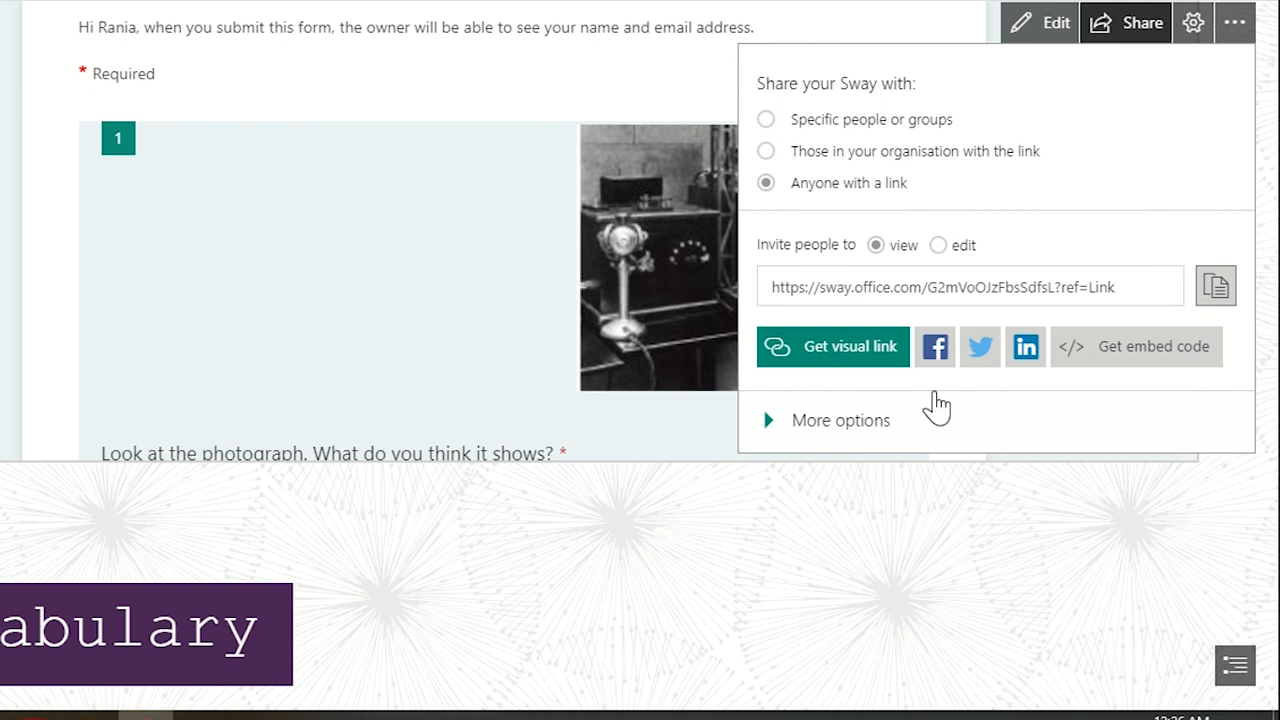 Hi Rania, when you submit this form, the owner will be able to see your name and email address.
* Required
1
Look at the photograph. What do you think it shows? *
abulary
Edit
Share
Share your Sway with:
Specific people or groups
Those in your organisation with the link
Anyone with a link
Invite people to view edit
https://sway.office.com/G2mVoOJzFbsSdfsL?ref=Link
Get visual link
</> Get embed code
More options